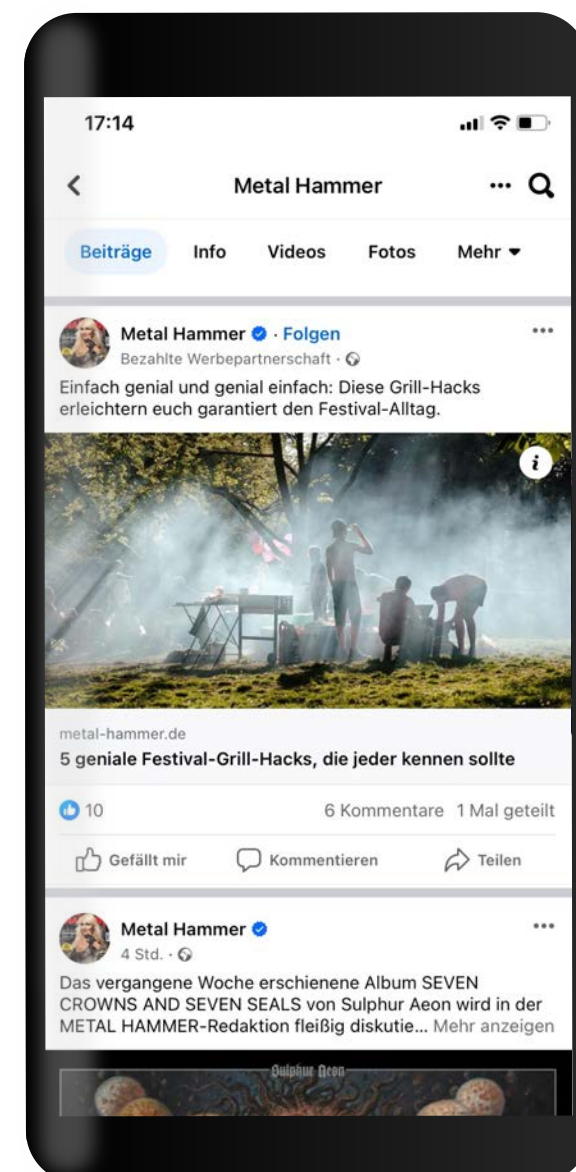 17:14
Metal Hammer
Beiträge Info Videos Fotos Mehr
Metal Hammer · Folgen
Bezahlte Werbepartnerschaft ·
Einfach genial und genial einfach: Diese Grill-Hacks
erleichtern euch garantiert den Festival-Alltag.
metal-hammer.de
5 geniale Festival-Grill-Hacks, die jeder kennen sollte
10 6 Kommentare 1 Mal geteilt
Gefällt mir Kommentieren Teilen
Metal Hammer
4 Std. ·
Das vergangene Woche erschienene Album SEVEN
CROWNS AND SEVEN SEALS von Sulphur Aeon wird in der
METAL HAMMER-Redaktion fleißig diskutie... Mehr anzeigen
Sulphur Aeon